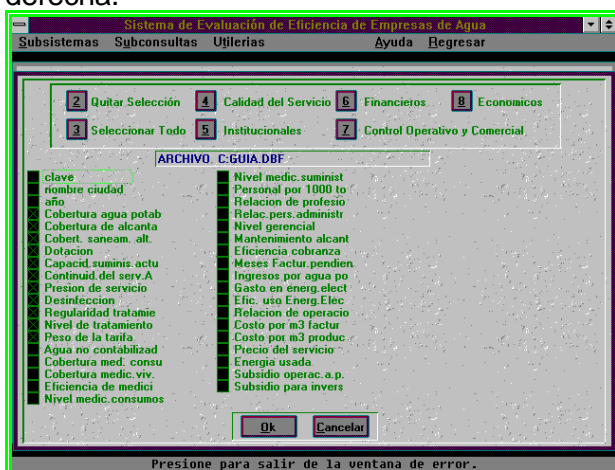 derecha.
Sistema de Evaluación de Eficiencia de Empresas de Agua
Subsistemas Subconsultas Utilerias Ayuda Regresar
2 Quitar Selección 4 Calidad del Servicio 6 Financieros 8 Economicos
3 Seleccionar Todo 5 Institucionales 7 Control Operativo y Comercial
ARCHIVO C:GUIA.DBF
clave Nivel medic.suminist
nombre ciudad Personal por 1000 to
año Relacion de profesio
Cobertura agua potab Relac.pers.administr
Cobertura de alcanta Nivel gerencial
Cobert. saneam. alt. Mantenimiento alcant
Dotacion Eficiencia cobranza
Capacid.suminis.actu Meses Factur.pendien
Continuid.del serv.A Ingresos por agua po
Presion de servicio Gasto en energ.elect
Desinfeccion Efic. uso Energ.Elec
Regularidad tratamie Relacion de operacio
Nivel de tratamiento Costo por m3 factur
Peso de la tarifa Costo por m3 produc
Agua no contabilizad Precio del servicio
Cobertura med. consu Energia usada
Cobertura medic.viv. Subsidio operac.a.p.
Eficiencia de medici Subsidio para invers
Nivel medic.consumos
Ok Cancelar
Presione para salir de la ventana de error.